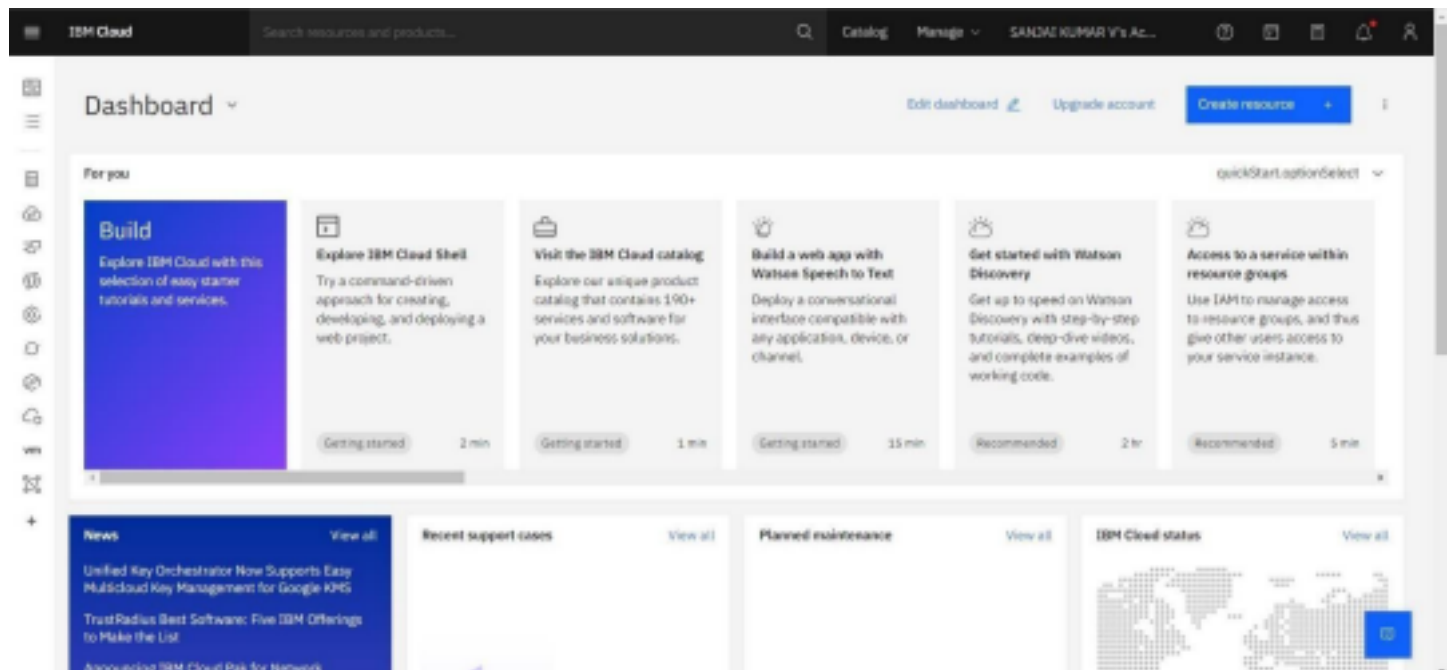 IBM Cloud
Search resources and products...
Catalog
Manage
SANJAI KUMAR V's Ac...
Dashboard
Edit dashboard
Upgrade account
Create resource +
For you
quickStart.optionSelect
Build
Explore IBM Cloud with this
selection of easy starter
tutorials and services.
Explore IBM Cloud Shell
Try a command-driven
approach for creating,
developing, and deploying a
web project.
Getting started
2 min
Visit the IBM Cloud catalog
Explore our unique product
catalog that contains 190+
services and software for
your business solutions.
Getting started
1 min
Build a web app with
Watson Speech to Text
Deploy a conversational
interface compatible with
any application, device, or
channel.
Getting started
15 min
Get started with Watson
Discovery
Get up to speed on Watson
Discovery with step-by-step
tutorials, deep-dive videos,
and complete examples of
working code.
Recommended
2 hr
Access to a service within
resource groups
Use IAM to manage access
to resource groups, and thus
give other users access to
your service instance.
Recommended
5 min
News
View all
Unified Key Orchestrator Now Supports Easy
Multicloud Key Management for Google KMS
TrustRadius Best Software: Five IBM Offerings
to Make the List
Announcing IBM Cloud Pak for Network
Recent support cases
View all
Planned maintenance
View all
IBM Cloud status
View all